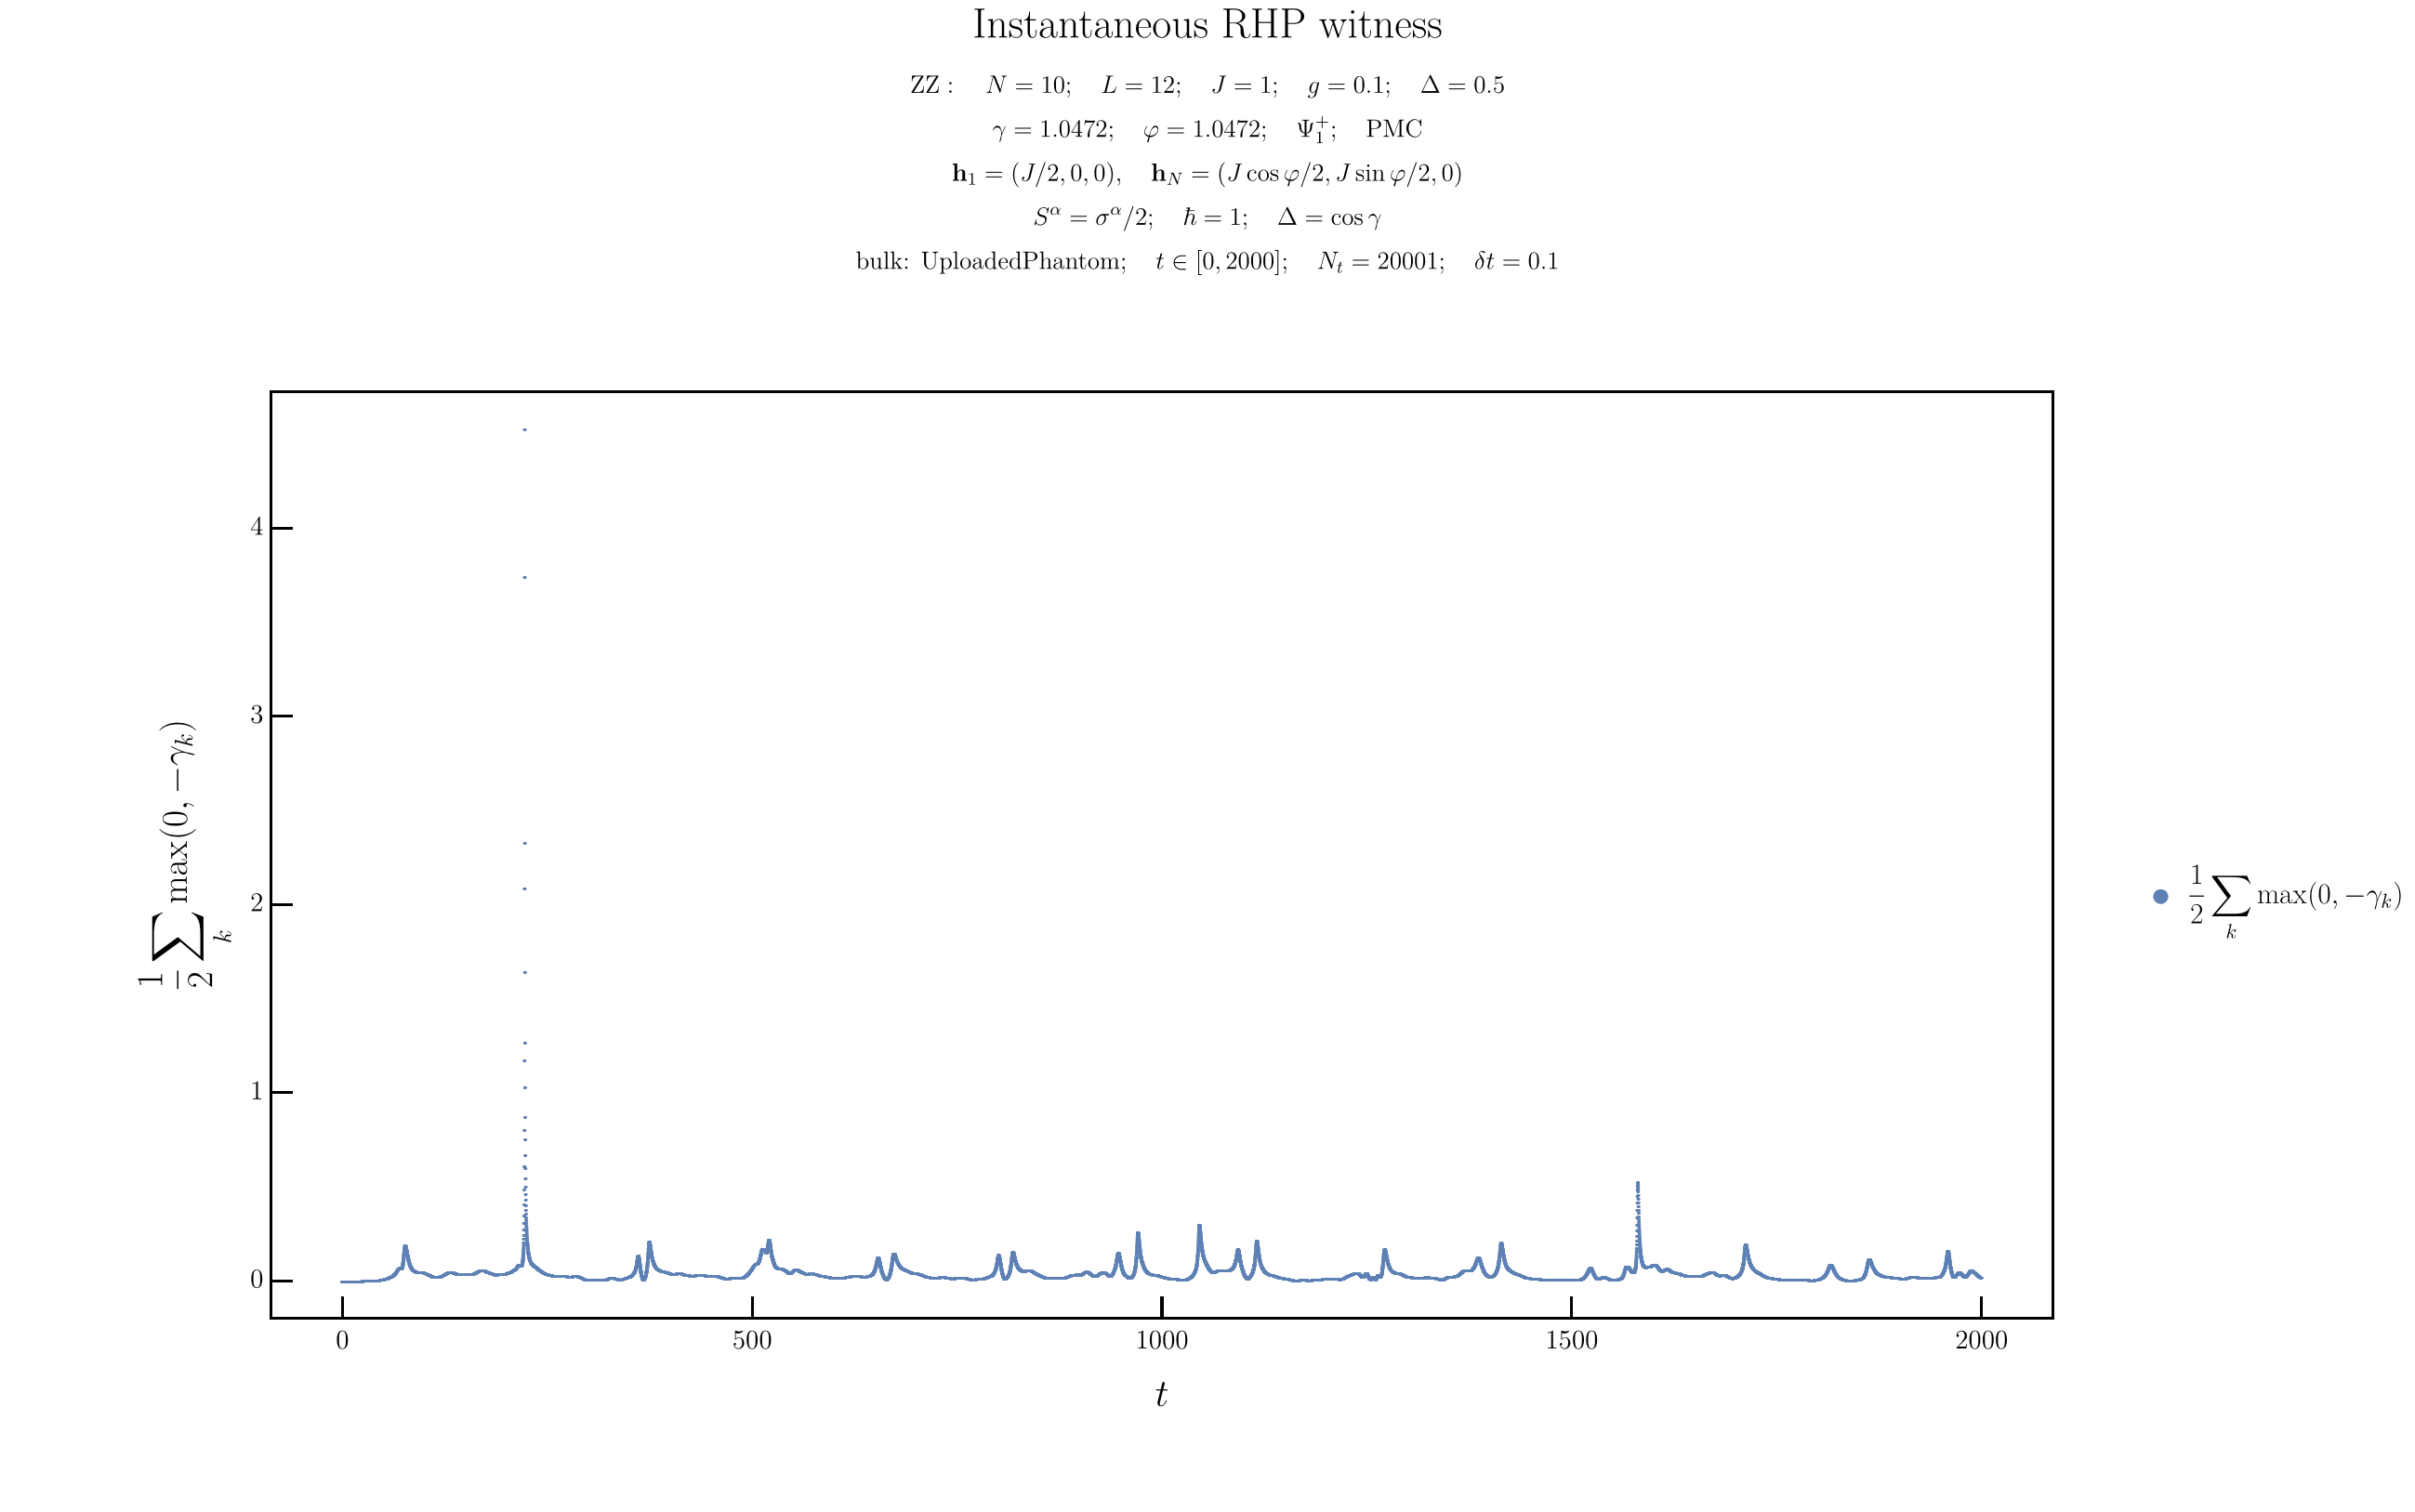 Instantaneous RHP witness
ZZ : N = 10; L = 12; J = 1; g = 0.1; Δ = 0.5
γ = 1.0472; φ = 1.0472; Ψ₁⁺; PMC
𝐡₁ = (J/2, 0, 0), 𝐡_N = (J cos φ/2, J sin φ/2, 0)
S^α = σ^α/2; ℏ = 1; Δ = cos γ
bulk: UploadedPhantom; t ∈ [0, 2000]; N_t = 20001; δt = 0.1
1/2 ∑_k max(0, −γ_k)
4
3
2
1
0
0 500 1000 1500 2000
t
1/2 ∑_k max(0, −γ_k)